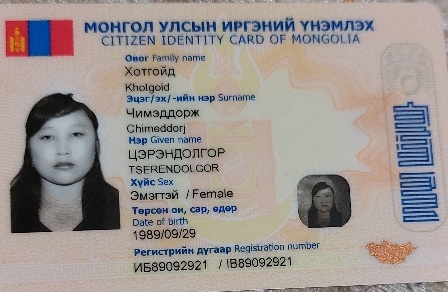 МОНГОЛ УЛСЫН ИРГЭНИЙ ҮНЭМЛЭХ
CITIZEN IDENTITY CARD OF MONGOLIA
Овог Family name
Хотгойд
Khotgoid
Эцэг/эх/-ийн нэр Surname
Чимэддорж
Chimeddorj
Нэр Given name
ЦЭРЭНДОЛГОР
TSERENDOLGOR
Хүйс Sex
Эмэгтэй / Female
Төрсөн он, сар, өдөр
Date of birth
1989/09/29
Регистрийн дугаар Registration number
ИБ89092921 / IB89092921